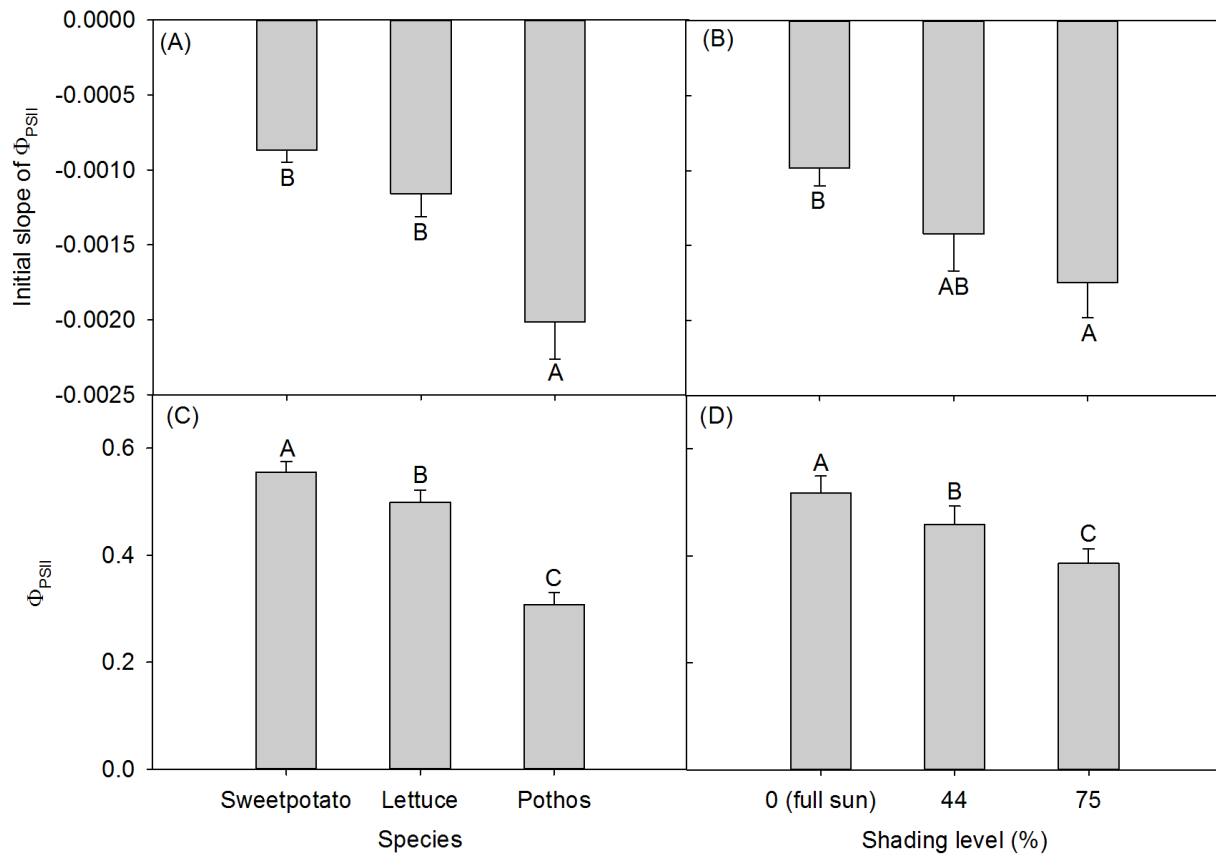 (A)
0.0000
-0.0005
-0.0010
-0.0015
-0.0020
-0.0025
Initial slope of ΦPSII
B
B
A
(B)
B
AB
A
(C)
0.6
0.4
0.2
0.0
ΦPSII
A
B
C
Sweetpotato Lettuce Pothos
Species
(D)
A
B
C
0 (full sun) 44 75
Shading level (%)